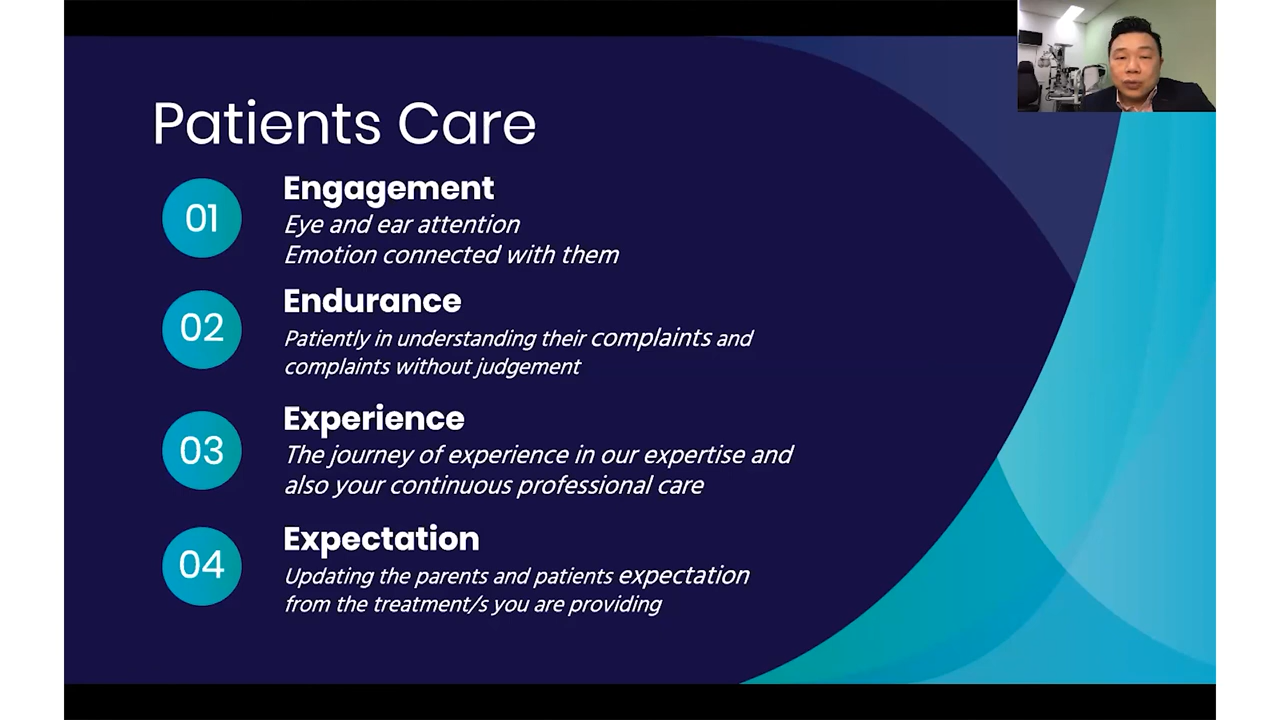 Patients Care
01
Engagement
Eye and ear attention
Emotion connected with them
02
Endurance
Patiently in understanding their complaints and
complaints without judgement
03
Experience
The journey of experience in our expertise and
also your continuous professional care
04
Expectation
Updating the parents and patients expectation
from the treatment/s you are providing